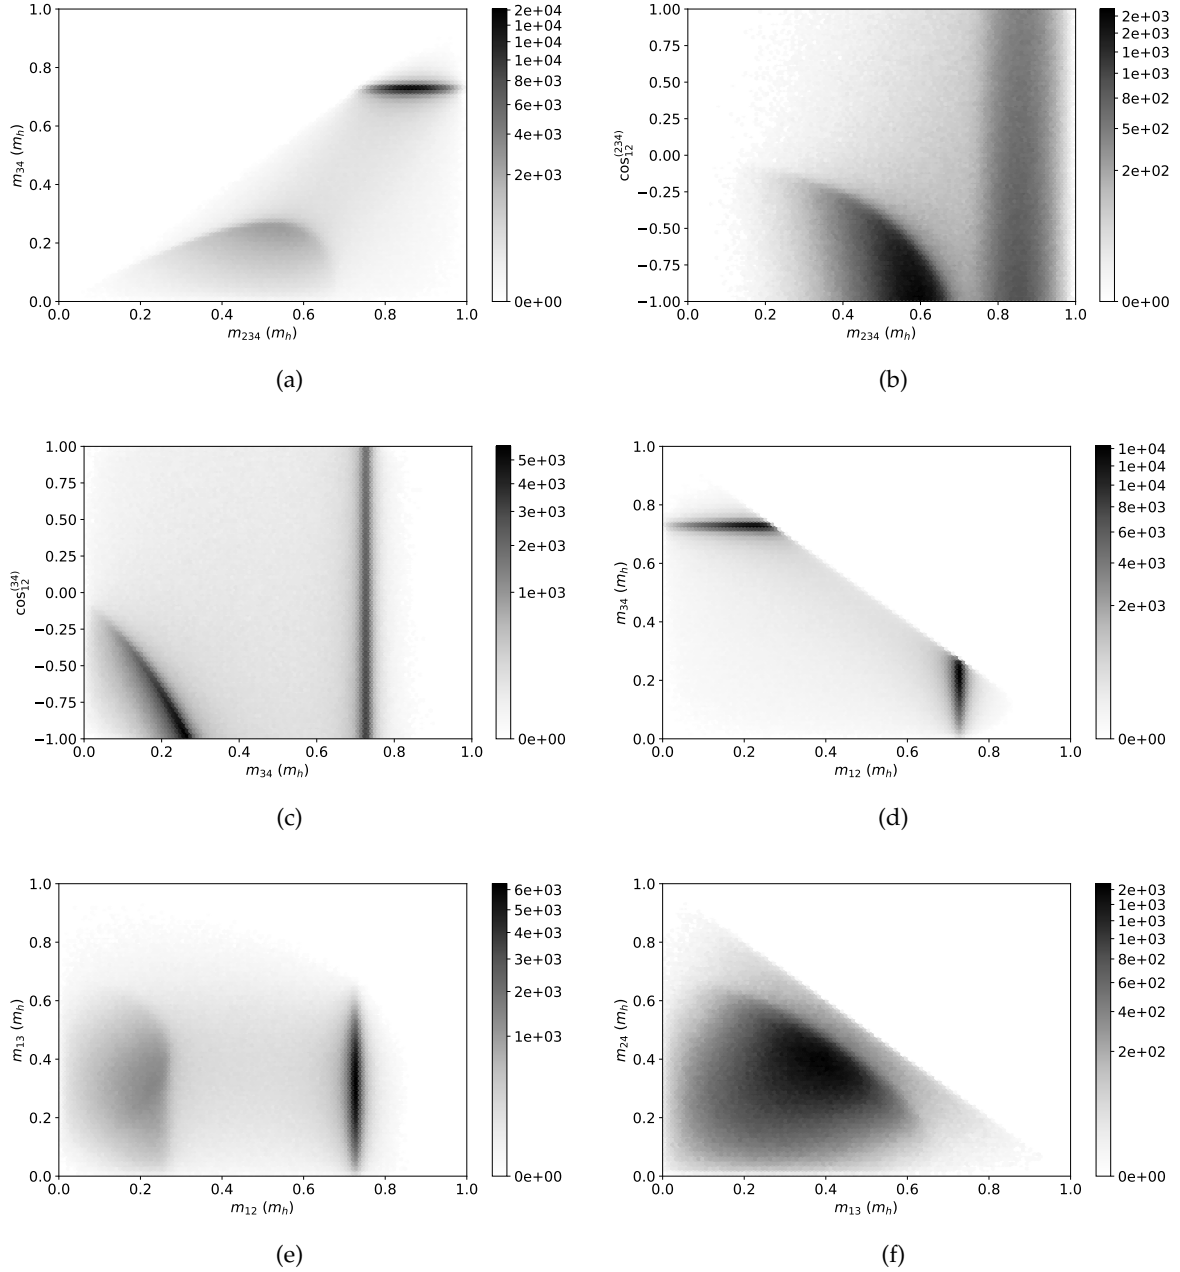 1.0
0.8
0.6
0.4
0.2
0.0
0.0 0.2 0.4 0.6 0.8 1.0
m34 (mh)
m234 (mh)
2e+04
1e+04
1e+04
8e+03
6e+03
4e+03
2e+03
0e+00
(a)
1.00
0.75
0.50
0.25
0.00
−0.25
−0.50
−0.75
−1.00
0.0 0.2 0.4 0.6 0.8 1.0
cos12(234)
m234 (mh)
2e+03
2e+03
1e+03
1e+03
8e+02
5e+02
2e+02
0e+00
(b)
1.00
0.75
0.50
0.25
0.00
−0.25
−0.50
−0.75
−1.00
0.0 0.2 0.4 0.6 0.8 1.0
cos12(34)
m34 (mh)
5e+03
4e+03
3e+03
2e+03
1e+03
0e+00
(c)
1.0
0.8
0.6
0.4
0.2
0.0
0.0 0.2 0.4 0.6 0.8 1.0
m34 (mh)
m12 (mh)
1e+04
1e+04
1e+04
8e+03
6e+03
4e+03
2e+03
0e+00
(d)
1.0
0.8
0.6
0.4
0.2
0.0
0.0 0.2 0.4 0.6 0.8 1.0
m13 (mh)
m12 (mh)
6e+03
5e+03
4e+03
3e+03
2e+03
1e+03
0e+00
(e)
1.0
0.8
0.6
0.4
0.2
0.0
0.0 0.2 0.4 0.6 0.8 1.0
m24 (mh)
m13 (mh)
2e+03
1e+03
1e+03
8e+02
6e+02
4e+02
2e+02
0e+00
(f)